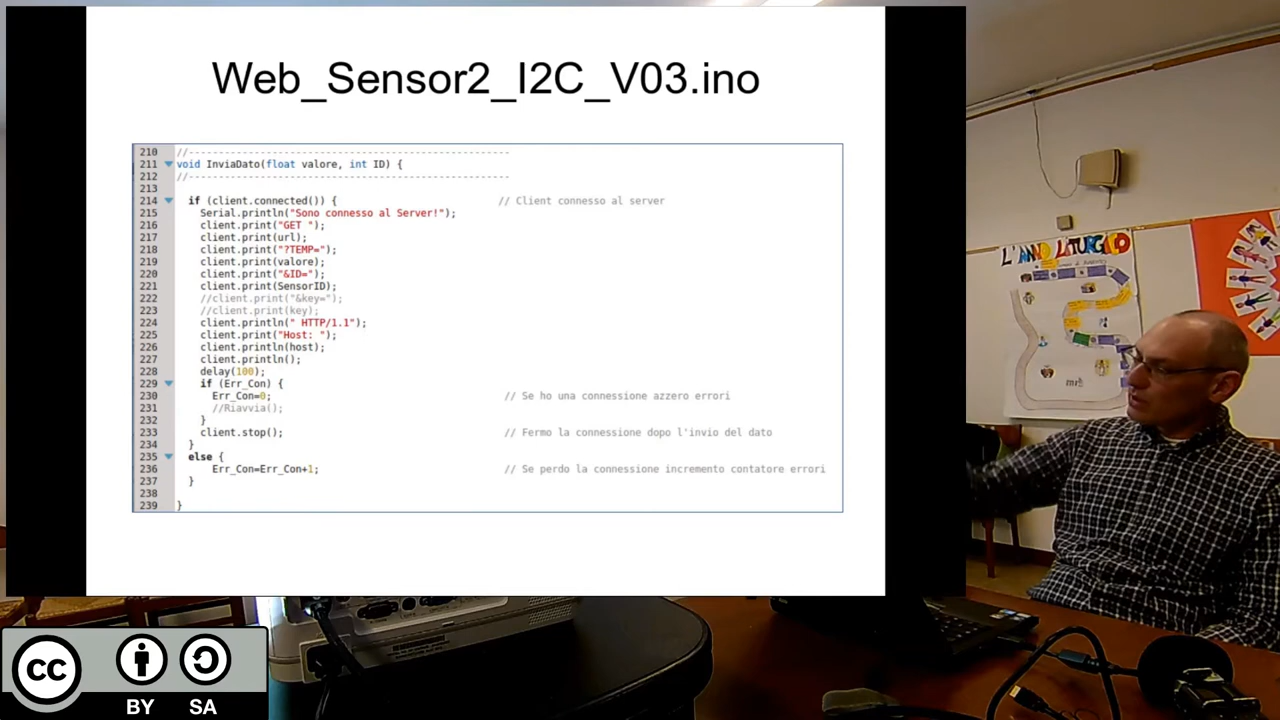 Web_Sensor2_I2C_V03.ino
210 //------------------------------------------------------
211 void InviaDato(float valore, int ID) {
212 //------------------------------------------------------
213
214 if (client.connected()) { // Client connesso al server
215 Serial.println("Sono connesso al Server!");
216 client.print("GET ");
217 client.print(url);
218 client.print("?TEMP=");
219 client.print(valore);
220 client.print("&ID=");
221 client.print(SensorID);
222 //client.print("&key=");
223 //client.print(key);
224 client.println(" HTTP/1.1");
225 client.print("Host: ");
226 client.println(host);
227 client.println();
228 delay(100);
229 if (Err_Con) {
230 Err_Con=0; // Se ho una connessione azzero errori
231 //Riavvia();
232 }
233 client.stop(); // Fermo la connessione dopo l'invio del dato
234 }
235 else {
236 Err_Con=Err_Con+1; // Se perdo la connessione incremento contatore errori
237 }
238
239 }
L'ANNO LITURGICO
cc
BY SA